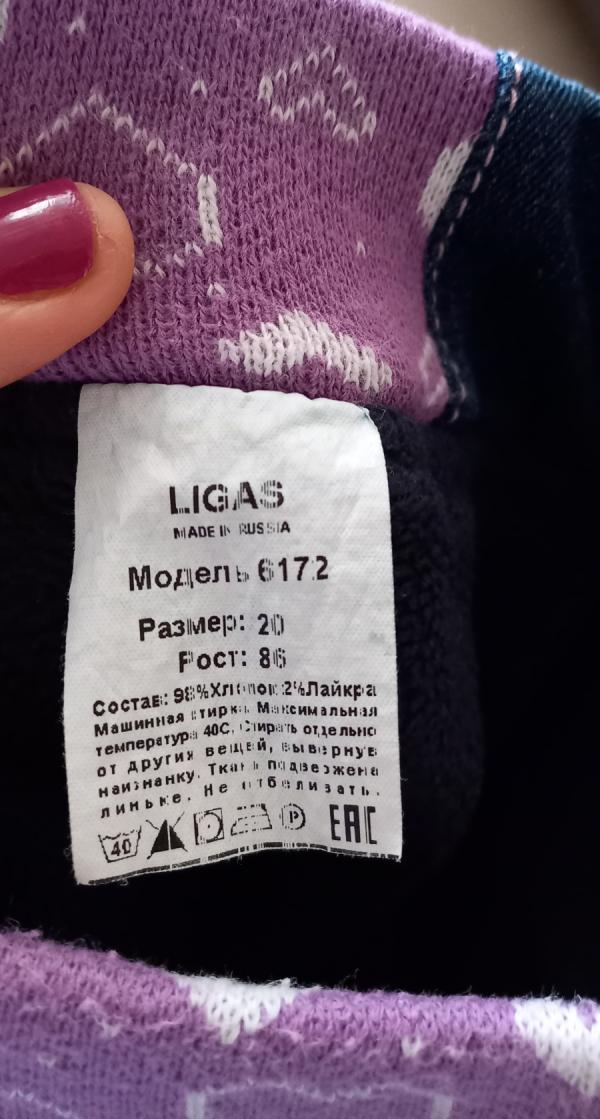 LIGAS
MADE IN RUSSIA
Модель 6172
Размер: 20
Рост: 86
Состав: 98%Хлопок 2%Лайкра
Машинная стирка. Максимальная
температура 40С. Стирать отдельно
от других вещей, вывернув
наизнанку. Ткань подвержена
линьке. Не отбеливать.
40 P EAC